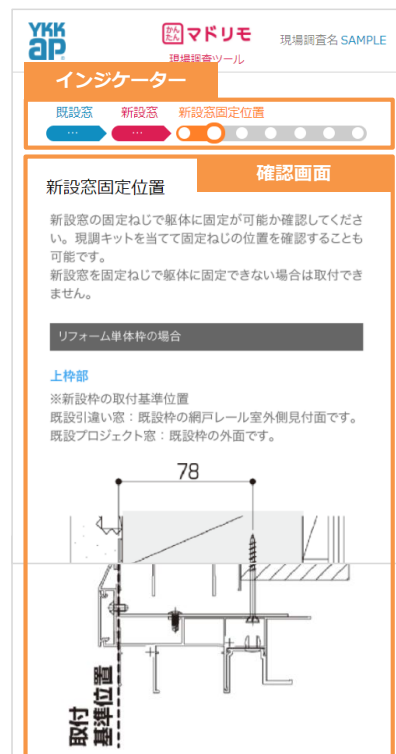 YKK
ap
かんたん マドリモ
現場調査ツール
現場調査名 SAMPLE
インジケーター
既設窓 新設窓 新設窓固定位置
… …
確認画面
新設窓固定位置
新設窓の固定ねじで躯体に固定が可能か確認してくださ
い。現調キットを当てて固定ねじの位置を確認することも
可能です。
新設窓を固定ねじで躯体に固定できない場合は取付でき
ません。
リフォーム単体枠の場合
上枠部
※新設枠の取付基準位置
既設引違い窓：既設枠の網戸レール室外側見付面です。
既設プロジェクト窓：既設枠の外面です。
78
取付
基準位置